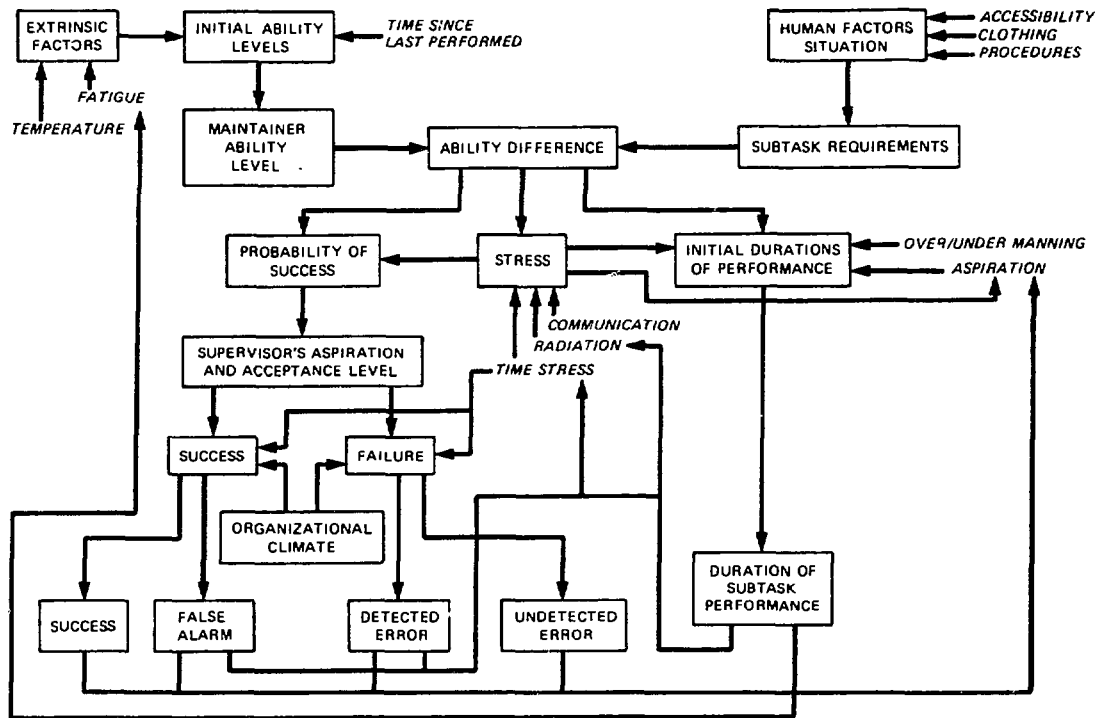 EXTRINSIC
FACTORS
INITIAL ABILITY
LEVELS
TIME SINCE
LAST PERFORMED
HUMAN FACTORS
SITUATION
ACCESSIBILITY
CLOTHING
PROCEDURES
FATIGUE
TEMPERATURE
MAINTAINER
ABILITY
LEVEL
ABILITY DIFFERENCE
SUBTASK REQUIREMENTS
PROBABILITY OF
SUCCESS
STRESS
INITIAL DURATIONS
OF PERFORMANCE
OVER/UNDER MANNING
ASPIRATION
COMMUNICATION
RADIATION
TIME STRESS
SUPERVISOR'S ASPIRATION
AND ACCEPTANCE LEVEL
SUCCESS
FAILURE
ORGANIZATIONAL
CLIMATE
DURATION OF
SUBTASK
PERFORMANCE
SUCCESS
FALSE
ALARM
DETECTED
ERROR
UNDETECTED
ERROR